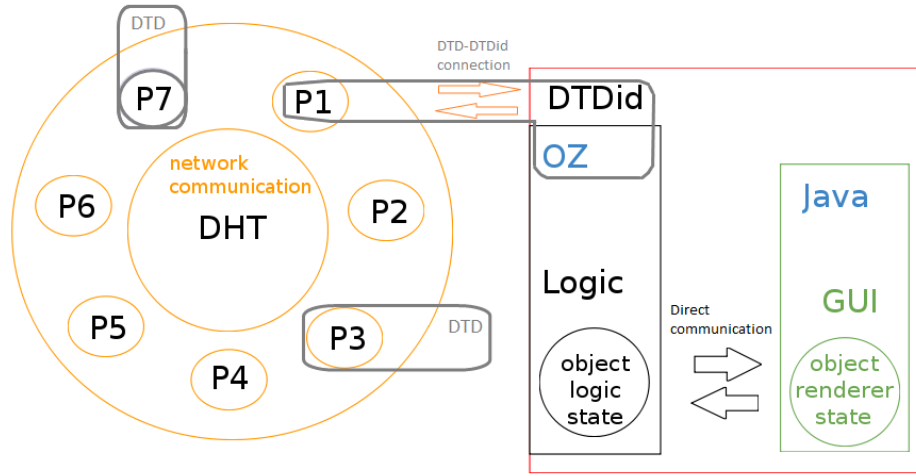 DTD
P7
P1
DTD-DTDid
connection
DTDid
OZ
network
communication
DHT
P6
P2
P5
P3
DTD
P4
Logic
object
logic
state
Direct
communication
Java
GUI
object
renderer
state